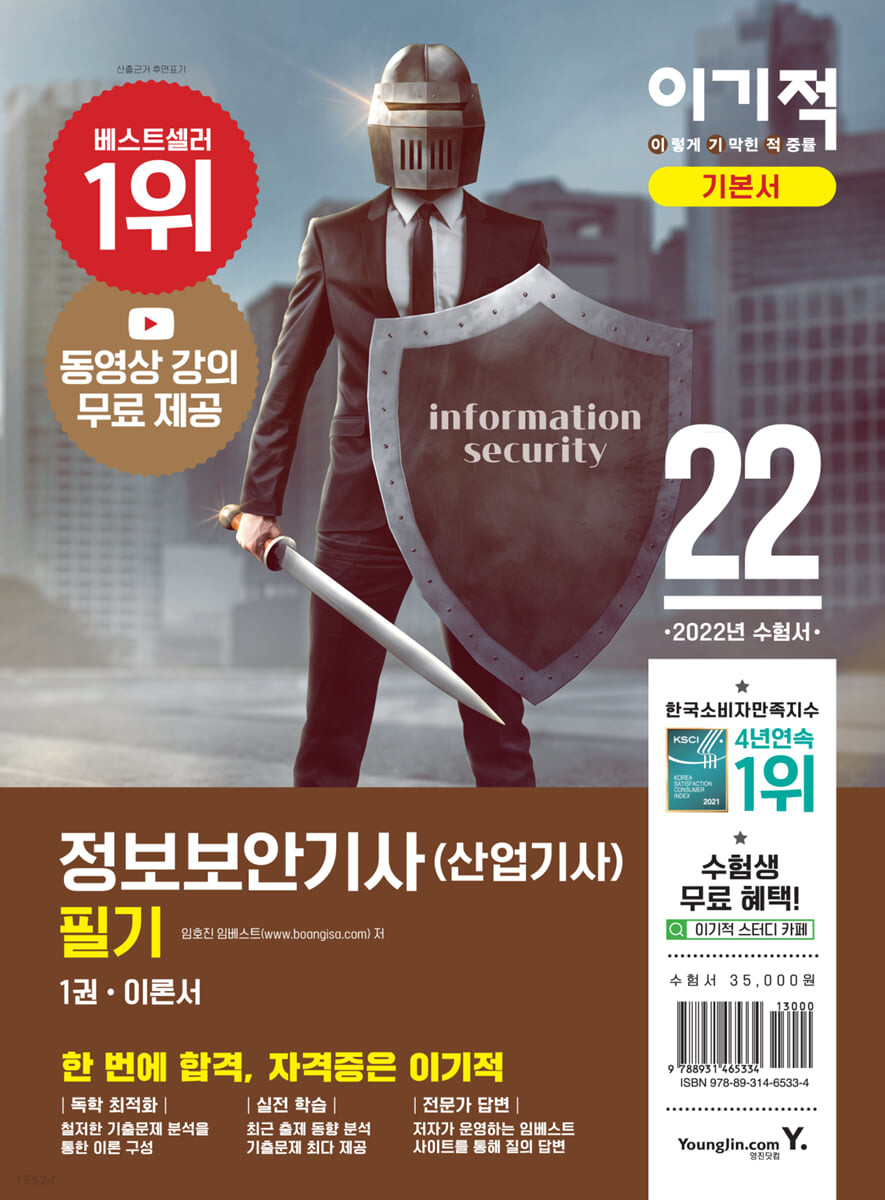 산출근거 후면표기
베스트셀러
1위
동영상 강의
무료 제공
이기적
이렇게 기막힌 적중률
기본서
information
security
22
•2022년 수험서•
한국소비자만족지수
KSCI
KOREA
SATISFACTION
CONSUMER
INDEX
2021
4년연속
1위
수험생
무료 혜택!
이기적 스터디 카페
수험서 35,000원
13000
9 788931 465334
ISBN 978-89-314-6533-4
YoungJin.com Y.
영진닷컴
정보보안기사(산업기사)
필기
임호진 임베스트(www.boangisa.com) 저
1권 • 이론서
한 번에 합격, 자격증은 이기적
| 독학 최적화 |
철저한 기출문제 분석을
통한 이론 구성
| 실전 학습 |
최근 출제 동향 분석
기출문제 최다 제공
| 전문가 답변 |
저자가 운영하는 임베스트
사이트를 통해 질의 답변
YES24